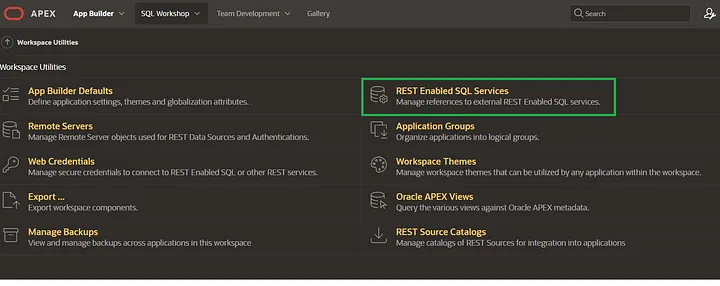 APEX App Builder SQL Workshop Team Development Gallery Search
Workspace Utilities
Workspace Utilities
App Builder Defaults
Define application settings, themes and globalization attributes.
REST Enabled SQL Services
Manage references to external REST Enabled SQL services.
Remote Servers
Manage Remote Server objects used for REST Data Sources and Authentications.
Application Groups
Organize applications into logical groups.
Web Credentials
Manage secure credentials to connect to REST Enabled SQL or other REST services.
Workspace Themes
Manage workspace themes that can be utilized by any application within the workspace.
Export ...
Export workspace components.
Oracle APEX Views
Query the various views against Oracle APEX metadata.
Manage Backups
View and manage backups across applications in this workspace
REST Source Catalogs
Manage catalogs of REST Sources for integration into applications